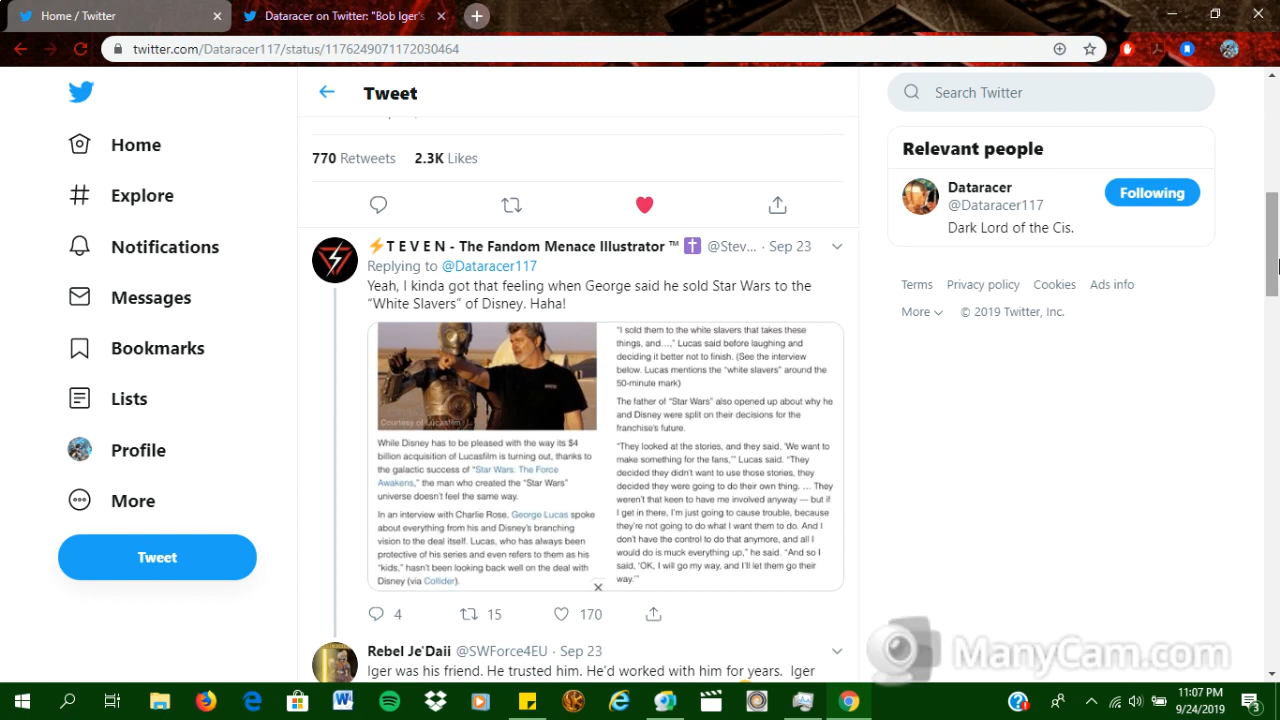 Home / Twitter
Dataracer on Twitter: "Bob Iger's
twitter.com/Dataracer117/status/1176249071172030464
Home
Explore
Notifications
Messages
Bookmarks
Lists
Profile
More
Tweet
Tweet
770 Retweets 2.3K Likes
⚡T E V E N - The Fandom Menace Illustrator ™ ✝ @Stev... · Sep 23
Replying to @Dataracer117
Yeah, I kinda got that feeling when George said he sold Star Wars to the
“White Slavers” of Disney. Haha!
Courtesy of Lucasfilm
While Disney has to be pleased with the way its $4
billion acquisition of Lucasfilm is turning out, thanks to
the galactic success of “Star Wars: The Force
Awakens,” the man who created the “Star Wars”
universe doesn't feel the same way.
In an interview with Charlie Rose, George Lucas spoke
about everything from his and Disney's branching
vision to the deal itself. Lucas, who has always been
protective of his series and even refers to them as his
“kids,” hasn't been looking back well on the deal with
Disney (via Collider).
“I sold them to the white slavers that takes these
things, and…,” Lucas said before laughing and
deciding it better not to finish. (See the interview
below. Lucas mentions the “white slavers” around the
50-minute mark)
The father of “Star Wars” also opened up about why he
and Disney were split on their decisions for the
franchise's future.
“They looked at the stories, and they said, ‘We want to
make something for the fans,’” Lucas said. “They
decided they didn't want to use those stories, they
decided they were going to do their own thing. … They
weren't that keen to have me involved anyway — but if
I get in there, I'm just going to cause trouble, because
they're not going to do what I want them to do. And I
don't have the control to do that anymore, and all I
would do is muck everything up,” he said. “And so I
said, ‘OK, I will go my way, and I'll let them go their
way.’”
4 15 170
Rebel Je'Daii @SWForce4EU · Sep 23
Iger was his friend. He trusted him. He'd worked with him for years. Iger
Search Twitter
Relevant people
Dataracer
@Dataracer117
Following
Dark Lord of the Cis.
Terms Privacy policy Cookies Ads info
More © 2019 Twitter, Inc.
ManyCam.com
11:07 PM
9/24/2019
3